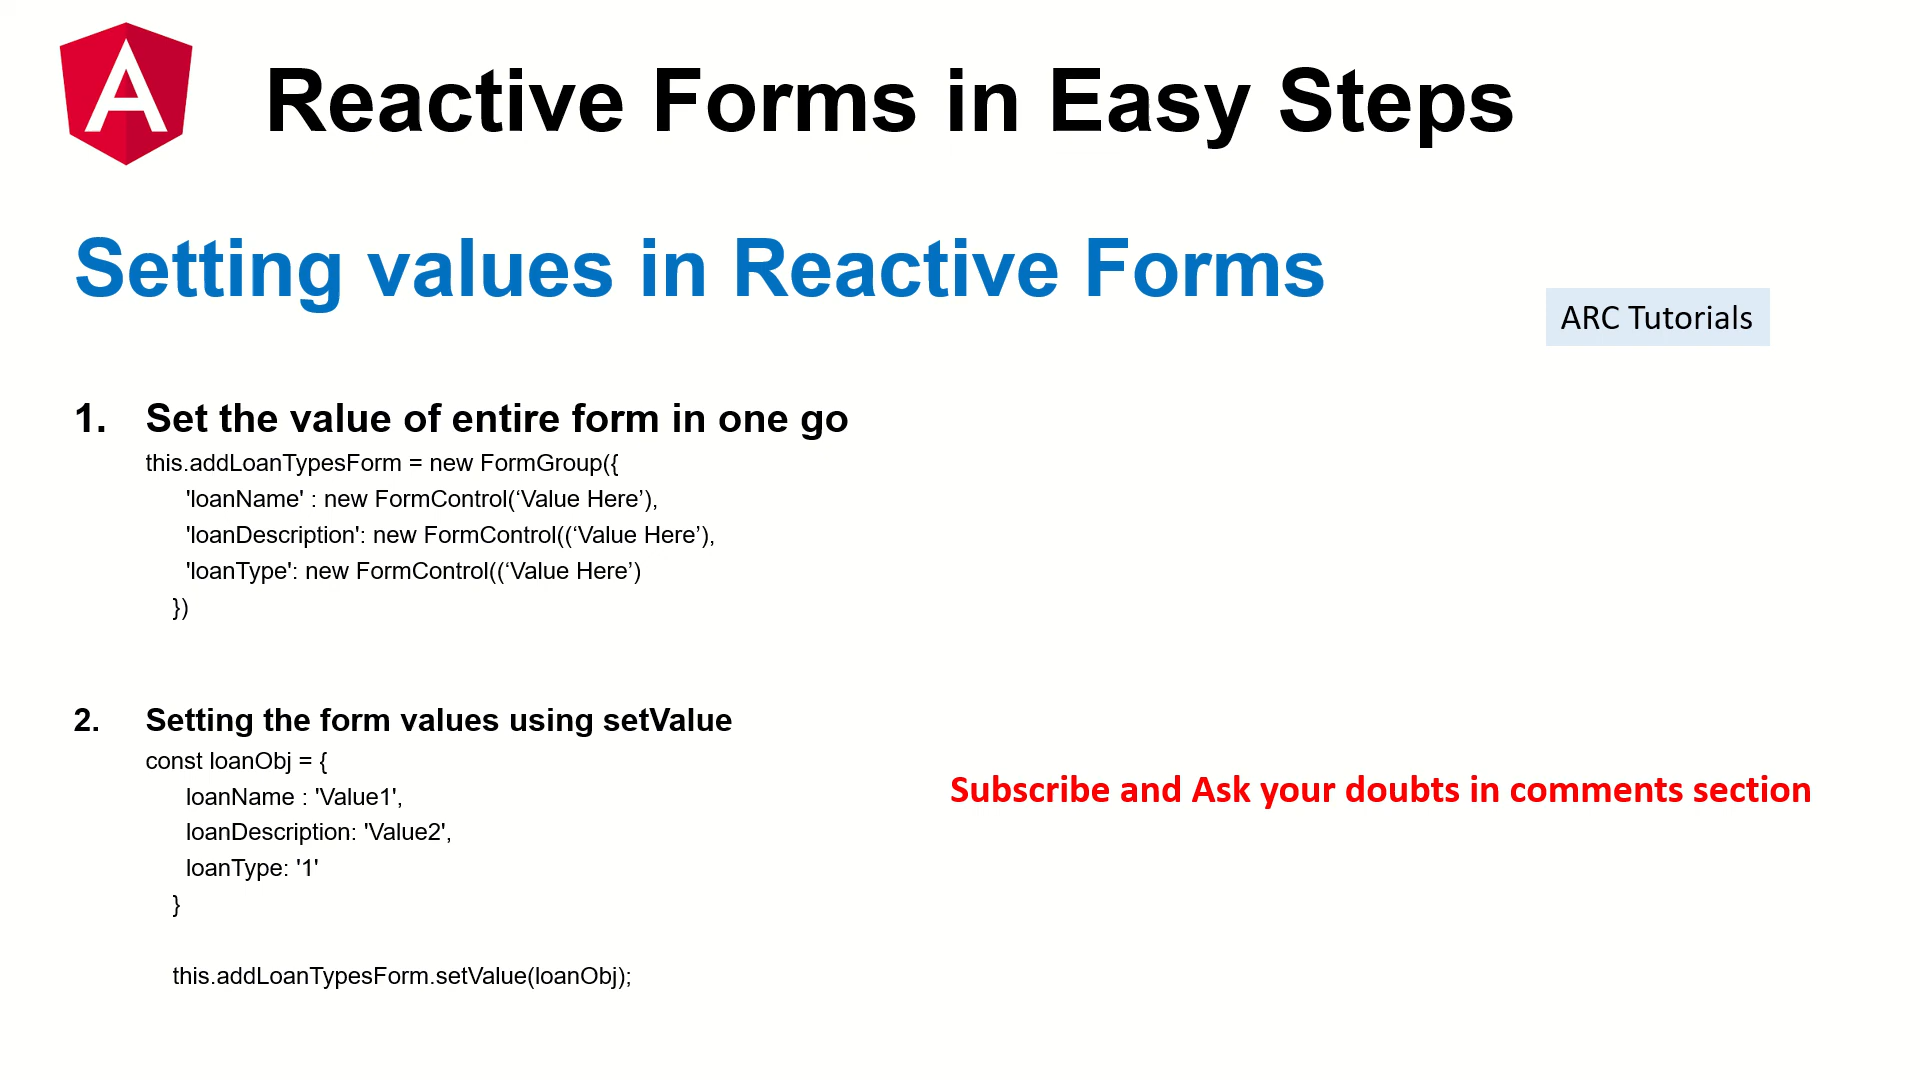 Reactive Forms in Easy Steps
Setting values in Reactive Forms
ARC Tutorials
1. Set the value of entire form in one go
this.addLoanTypesForm = new FormGroup({
'loanName' : new FormControl(‘Value Here’),
'loanDescription': new FormControl((‘Value Here’),
'loanType': new FormControl((‘Value Here’)
})
2. Setting the form values using setValue
const loanObj = {
loanName : 'Value1',
loanDescription: 'Value2',
loanType: '1'
}
this.addLoanTypesForm.setValue(loanObj);
Subscribe and Ask your doubts in comments section